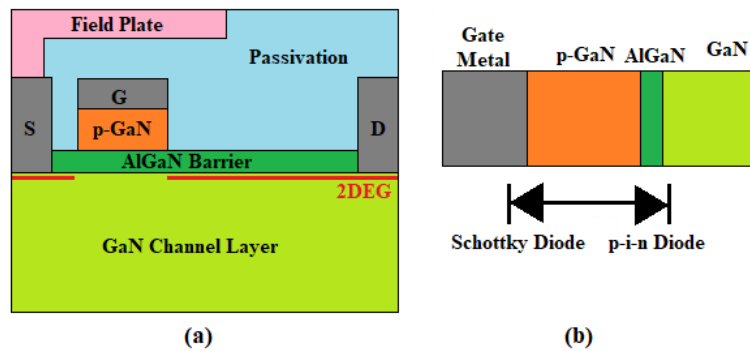 Field Plate
Passivation
G
S
p-GaN
D
AlGaN Barrier
2DEG
GaN Channel Layer
(a)
Gate
Metal
p-GaN
AlGaN
GaN
Schottky Diode
p-i-n Diode
(b)